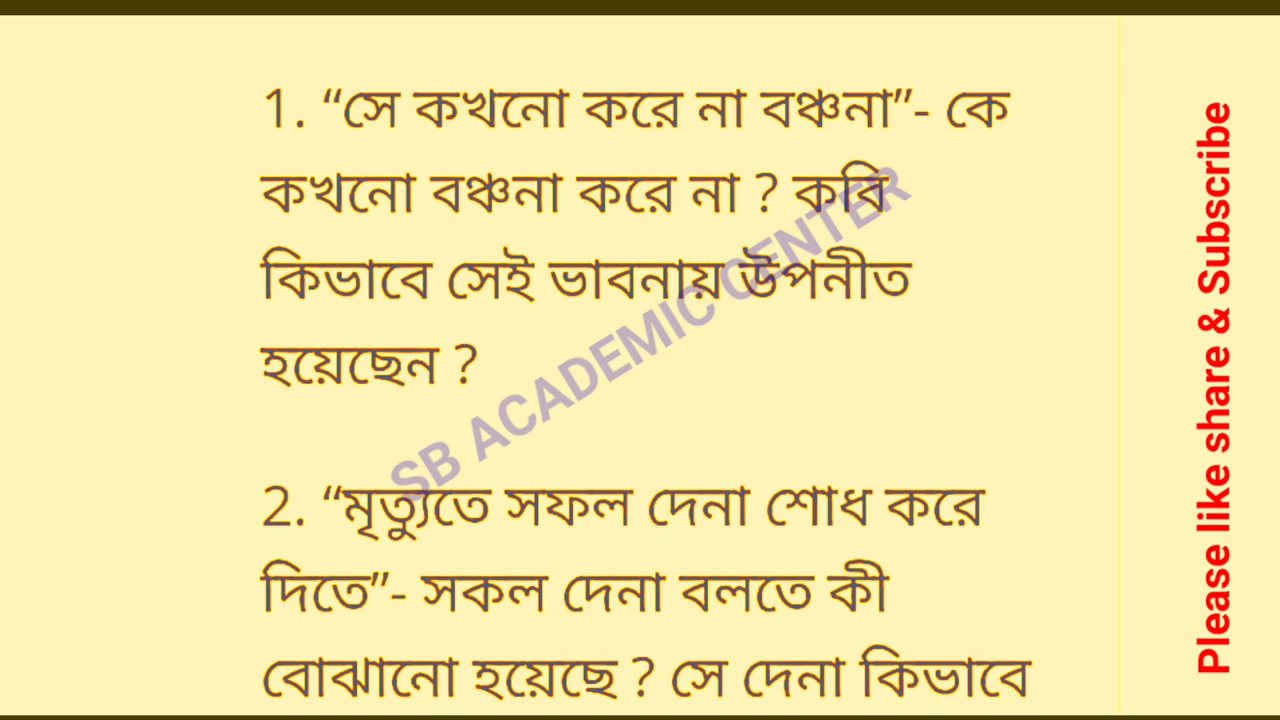 1. “সে কখনো করে না বঞ্চনা”- কে
কখনো বঞ্চনা করে না ? কবি
কিভাবে সেই ভাবনায় উপনীত
হয়েছেন ?
2. “মৃত্যুতে সফল দেনা শোধ করে
দিতে”- সকল দেনা বলতে কী
বোঝানো হয়েছে ? সে দেনা কিভাবে
SB ACADEMIC CENTER
Please like share & Subscribe